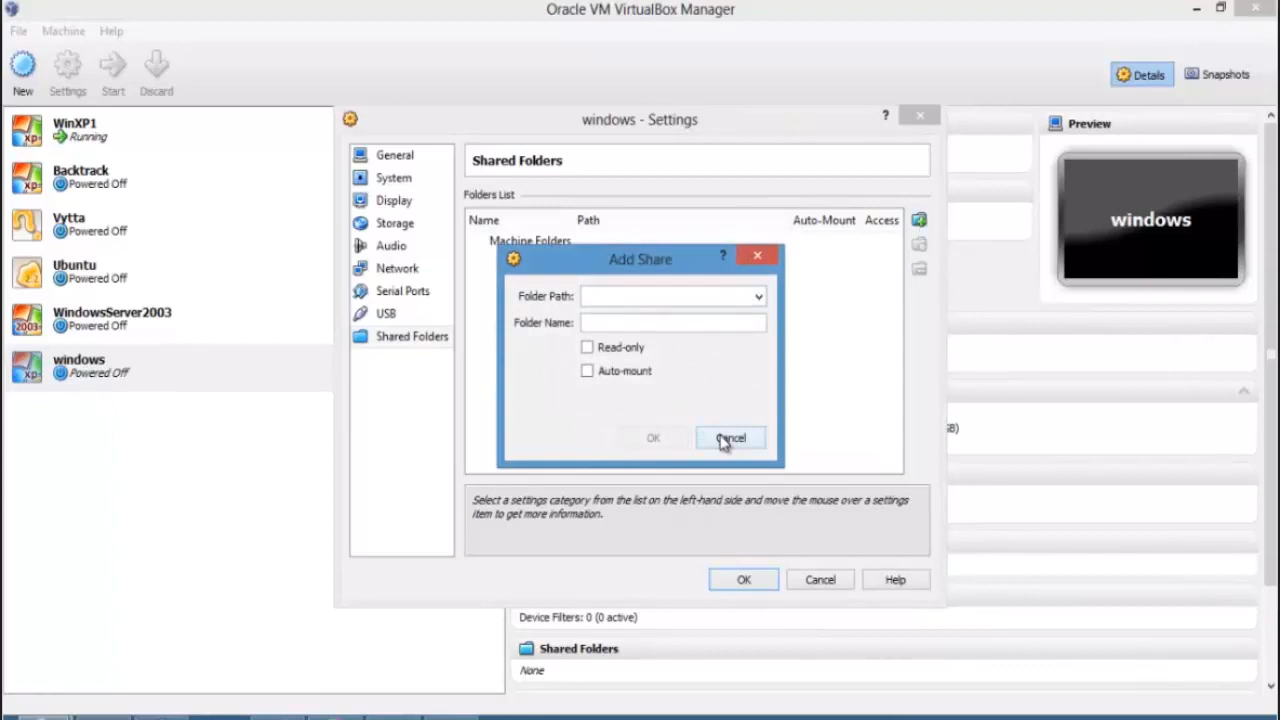 Oracle VM VirtualBox Manager
File Machine Help
New Settings Start Discard
Details Snapshots
WinXP1
Running
Backtrack
Powered Off
Vytta
Powered Off
Ubuntu
Powered Off
WindowsServer2003
Powered Off
windows
Powered Off
windows - Settings
?
General
System
Display
Storage
Audio
Network
Serial Ports
USB
Shared Folders
Shared Folders
Folders List
Name Path Auto-Mount Access
Machine Folders
Add Share
?
Folder Path:
Folder Name:
Read-only
Auto-mount
OK Cancel
Select a settings category from the list on the left-hand side and move the mouse over a settings
item to get more information.
OK Cancel Help
Preview
windows
Device Filters: 0 (0 active)
Shared Folders
None